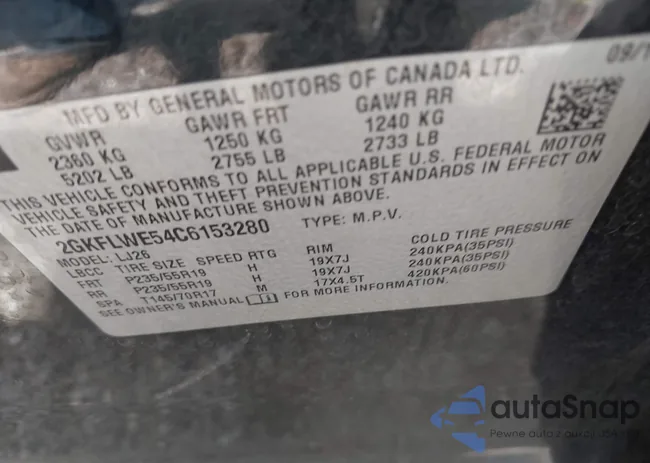 MFD BY GENERAL MOTORS OF CANADA LTD. 09/1
GVWR GAWR FRT GAWR RR
2360 KG 1250 KG 1240 KG
5202 LB 2755 LB 2733 LB
THIS VEHICLE CONFORMS TO ALL APPLICABLE U.S. FEDERAL MOTOR
VEHICLE SAFETY AND THEFT PREVENTION STANDARDS IN EFFECT ON
THE DATE OF MANUFACTURE SHOWN ABOVE.
2GKFLWE54C6153280 TYPE: M.P.V.
MODEL: LJ26
LBCC TIRE SIZE SPEED RTG RIM COLD TIRE PRESSURE
FRT P235/55R19 H 19X7J 240KPA(35PSI)
RR P235/55R19 H 19X7J 240KPA(35PSI)
SPA T145/70R17 M 17X4.5T 420KPA(60PSI)
SEE OWNER'S MANUAL FOR MORE INFORMATION.
autaSnap
Pewne auta z aukcji USA